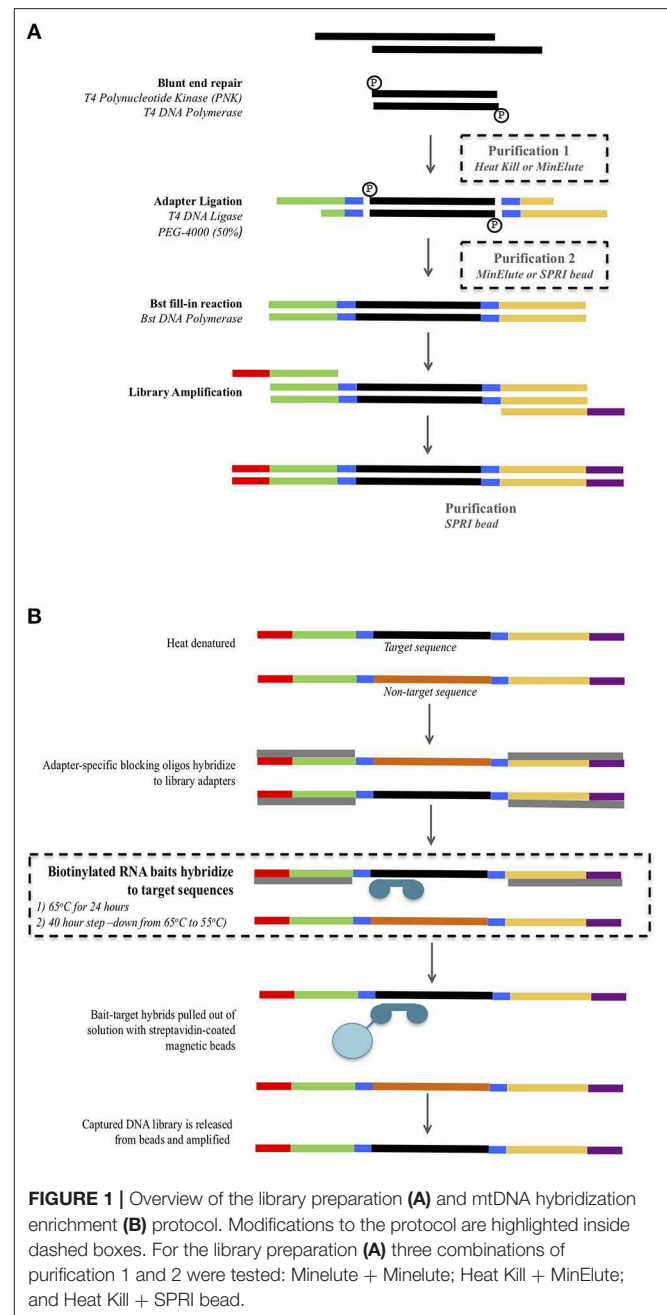 A
Blunt end repair
T4 Polynucleotide Kinase (PNK)
T4 DNA Polymerase
P
P
Purification 1
Heat Kill or MinElute
P
Adapter Ligation
T4 DNA Ligase
PEG-4000 (50%)
P
Purification 2
MinElute or SPRI bead
Bst fill-in reaction
Bst DNA Polymerase
Library Amplification
Purification
SPRI bead
B
Heat denatured
Target sequence
Non-target sequence
Adapter-specific blocking oligos hybridize
to library adapters
Biotinylated RNA baits hybridize
to target sequences
1) 65°C for 24 hours
2) 40 hour step –down from 65°C to 55°C)
Bait-target hybrids pulled out of
solution with streptavidin-coated
magnetic beads
Captured DNA library is released
from beads and amplified
FIGURE 1 | Overview of the library preparation (A) and mtDNA hybridization
enrichment (B) protocol. Modifications to the protocol are highlighted inside
dashed boxes. For the library preparation (A) three combinations of
purification 1 and 2 were tested: Minelute + Minelute; Heat Kill + MinElute;
and Heat Kill + SPRI bead.